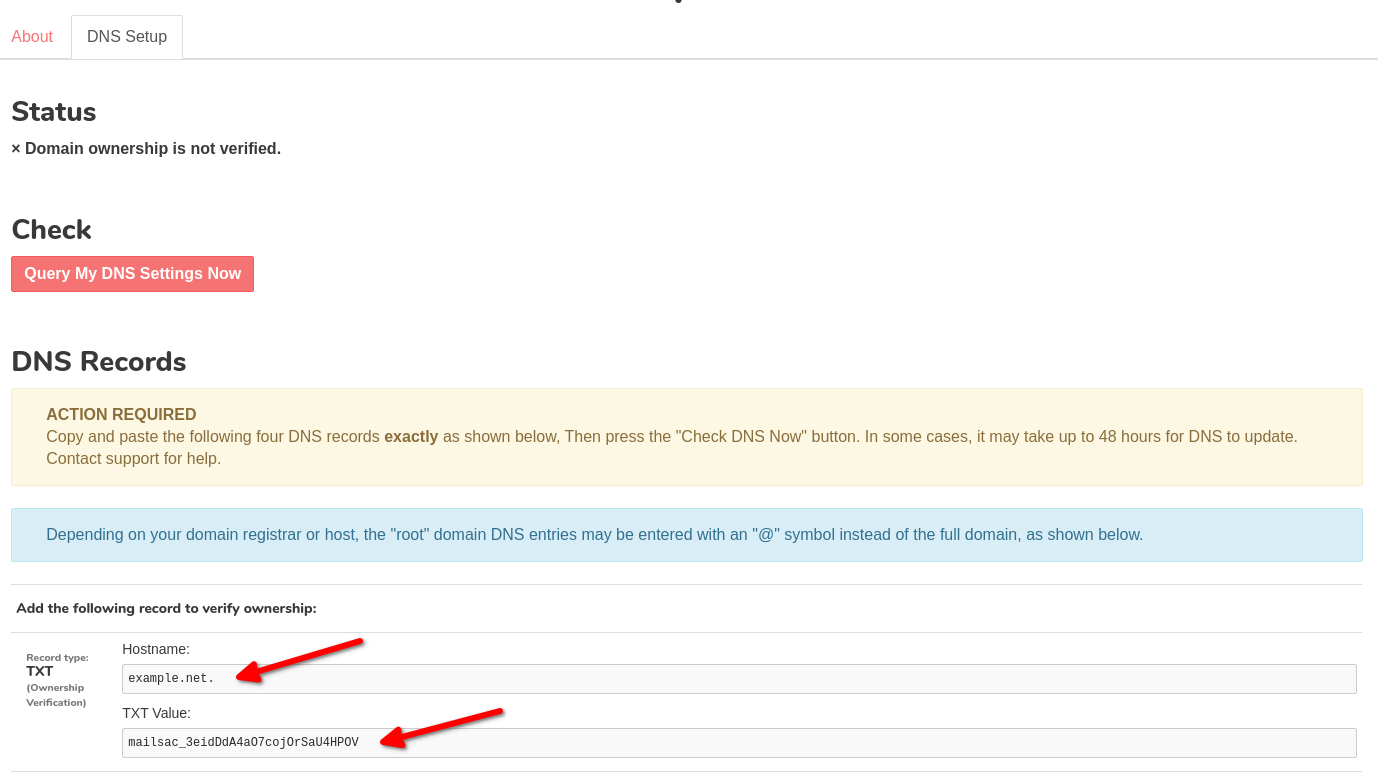 About
DNS Setup
Status
× Domain ownership is not verified.
Check
Query My DNS Settings Now
DNS Records
ACTION REQUIRED
Copy and paste the following four DNS records exactly as shown below, Then press the "Check DNS Now" button. In some cases, it may take up to 48 hours for DNS to update.
Contact support for help.
Depending on your domain registrar or host, the "root" domain DNS entries may be entered with an "@" symbol instead of the full domain, as shown below.
Add the following record to verify ownership:
Record type:
TXT
(Ownership
Verification)
Hostname:
example.net.
TXT Value:
mailsac_3eidDdA4aO7cojOrSaU4HPOV